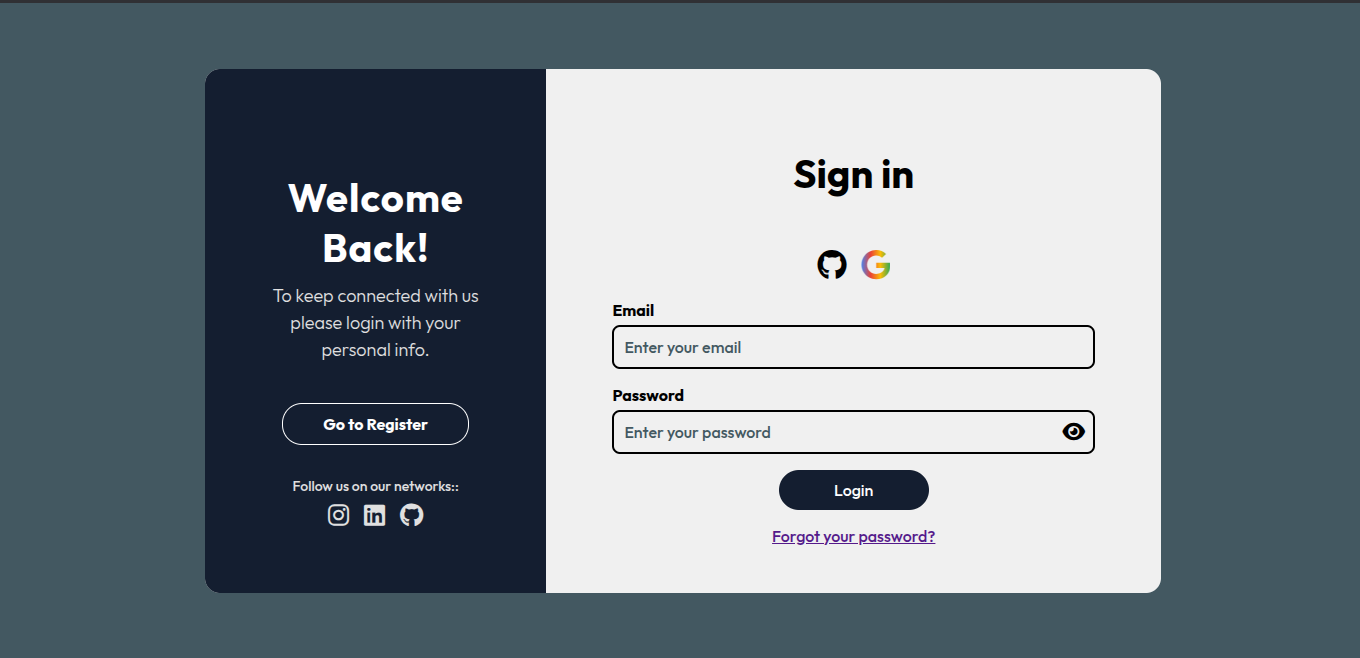 Welcome
Back!
To keep connected with us
please login with your
personal info.
Go to Register
Follow us on our networks::
Sign in
Email
Enter your email
Password
Enter your password
Login
Forgot your password?